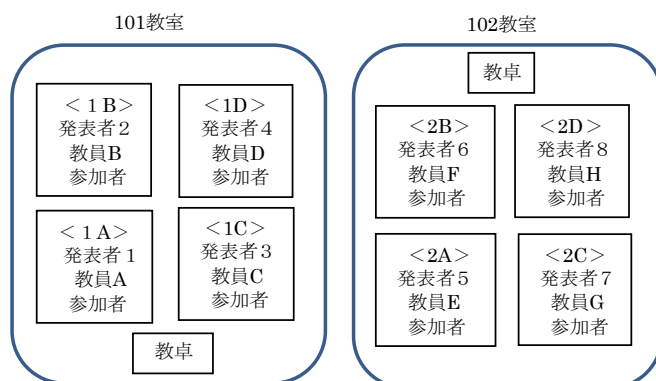 101教室
<1B>
発表者2
教員B
参加者
<1D>
発表者4
教員D
参加者
<1A>
発表者1
教員A
参加者
<1C>
発表者3
教員C
参加者
教卓
102教室
教卓
<2B>
発表者6
教員F
参加者
<2D>
発表者8
教員H
参加者
<2A>
発表者5
教員E
参加者
<2C>
発表者7
教員G
参加者